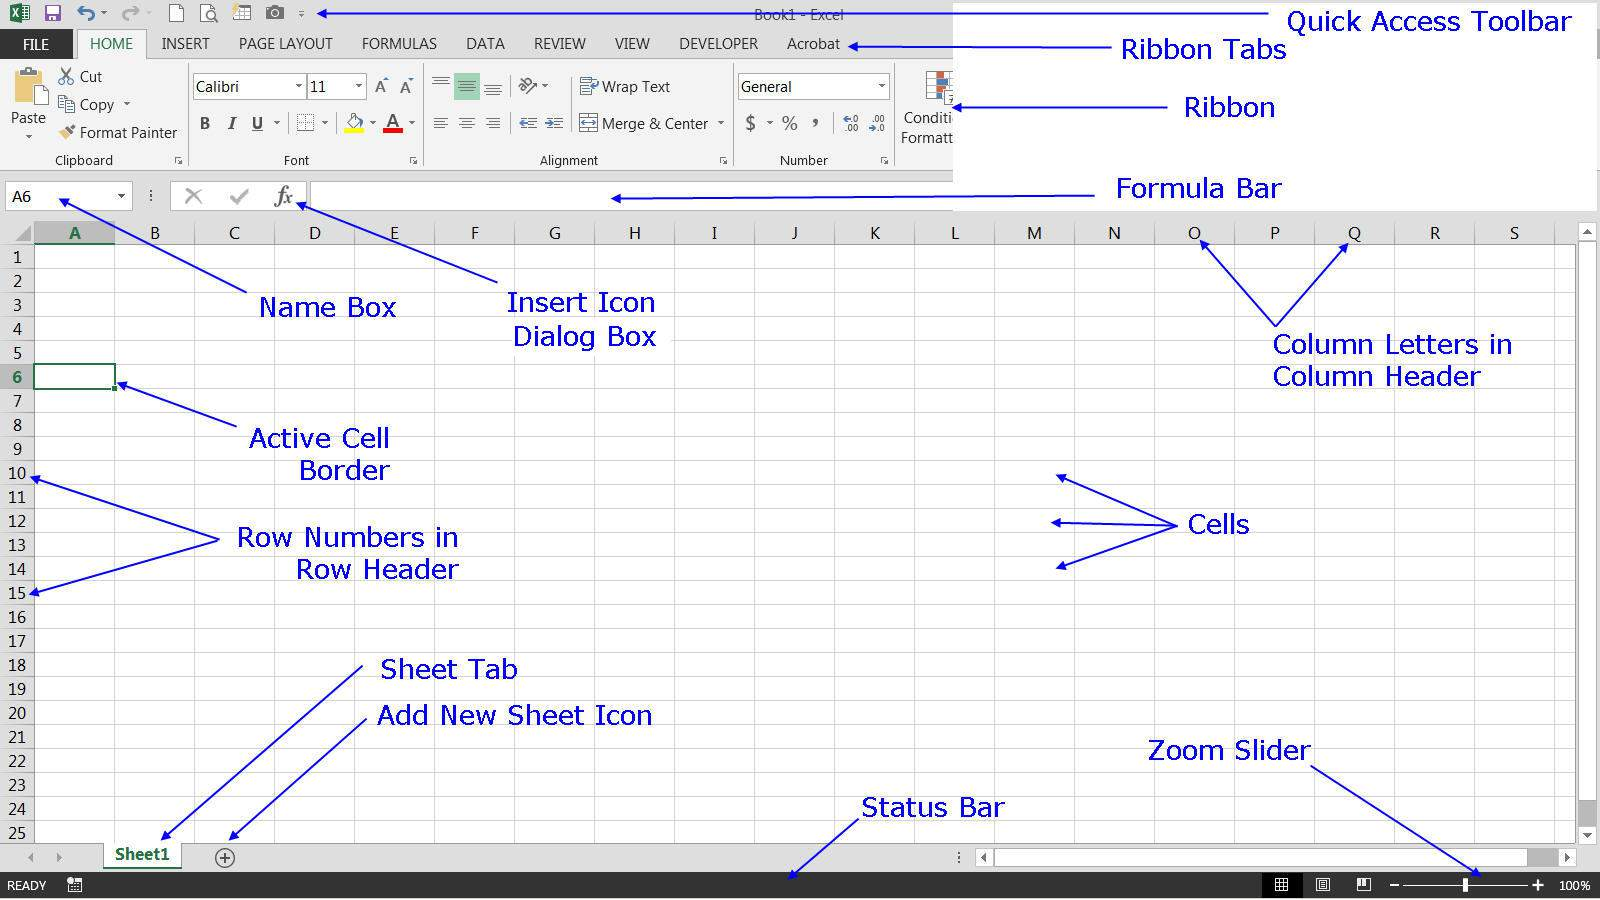 Book1 - Excel
Quick Access Toolbar
FILE HOME INSERT PAGE LAYOUT FORMULAS DATA REVIEW VIEW DEVELOPER Acrobat
Ribbon Tabs
Cut
Calibri 11
Wrap Text
General
Copy
Ribbon
Paste
Conditi
Format Painter
B I U A
Merge & Center
$ % ,
Formatt
Clipboard Font Alignment Number
Formula Bar
A6 fx
A B C D E F G H I J K L M N O P Q R S
1
2
3
Name Box
Insert Icon
Dialog Box
4
5
Column Letters in
Column Header
6
7
8
Active Cell
Border
9
10
11
12
Cells
13
Row Numbers in
Row Header
14
15
16
17
18
Sheet Tab
19
20
Add New Sheet Icon
21
22
Zoom Slider
23
24
Status Bar
25
Sheet1
READY 100%